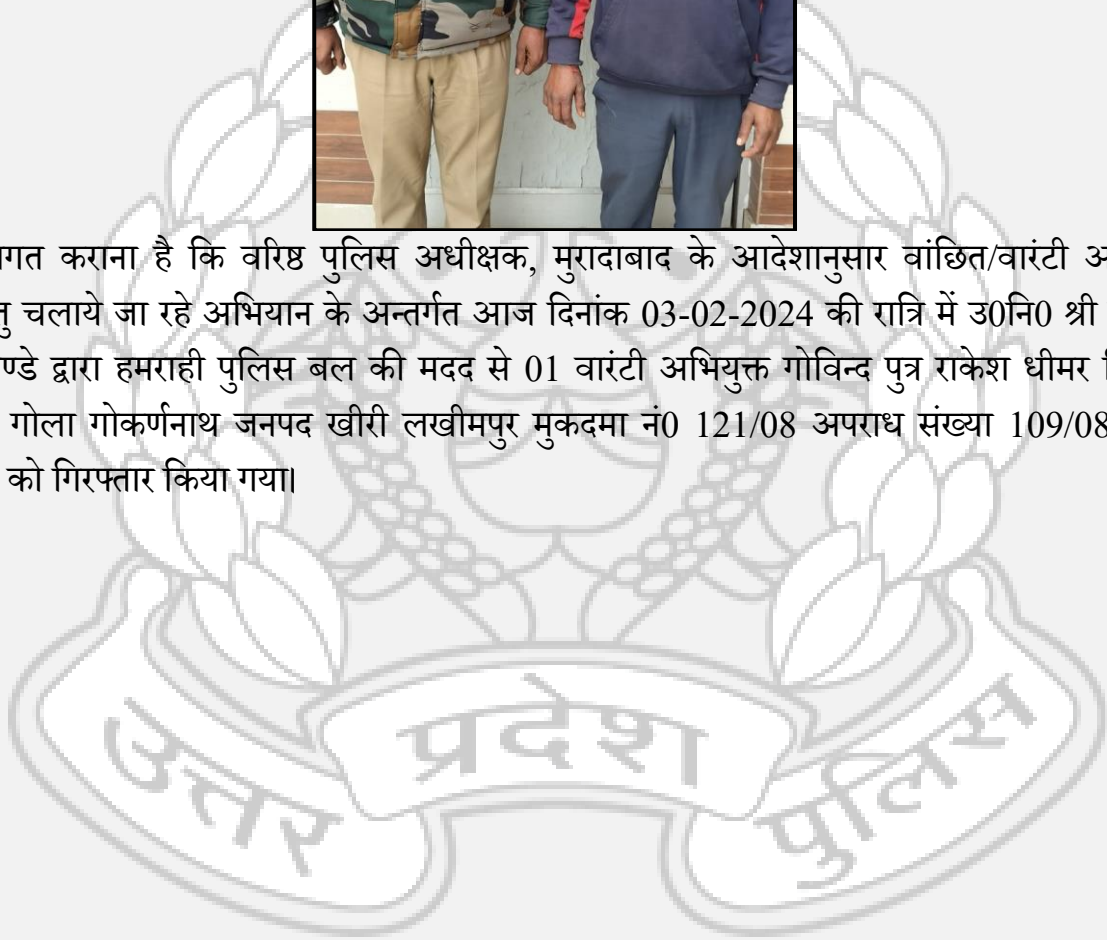 गत कराना है कि वरिष्ठ पुलिस अधीक्षक, मुरादाबाद के आदेशानुसार वांछित/वारंटी अ
तु चलाये जा रहे अभियान के अन्तर्गत आज दिनांक 03-02-2024 की रात्रि में उ0नि0 श्री
ण्डे द्वारा हमराही पुलिस बल की मदद से 01 वारंटी अभियुक्त गोविन्द पुत्र राकेश धीमर
गोला गोकर्णनाथ जनपद खीरी लखीमपुर मुकदमा नं0 121/08 अपराध संख्या 109/08
को गिरफ्तार किया गया।
उत्तर प्रदेश पुलिस